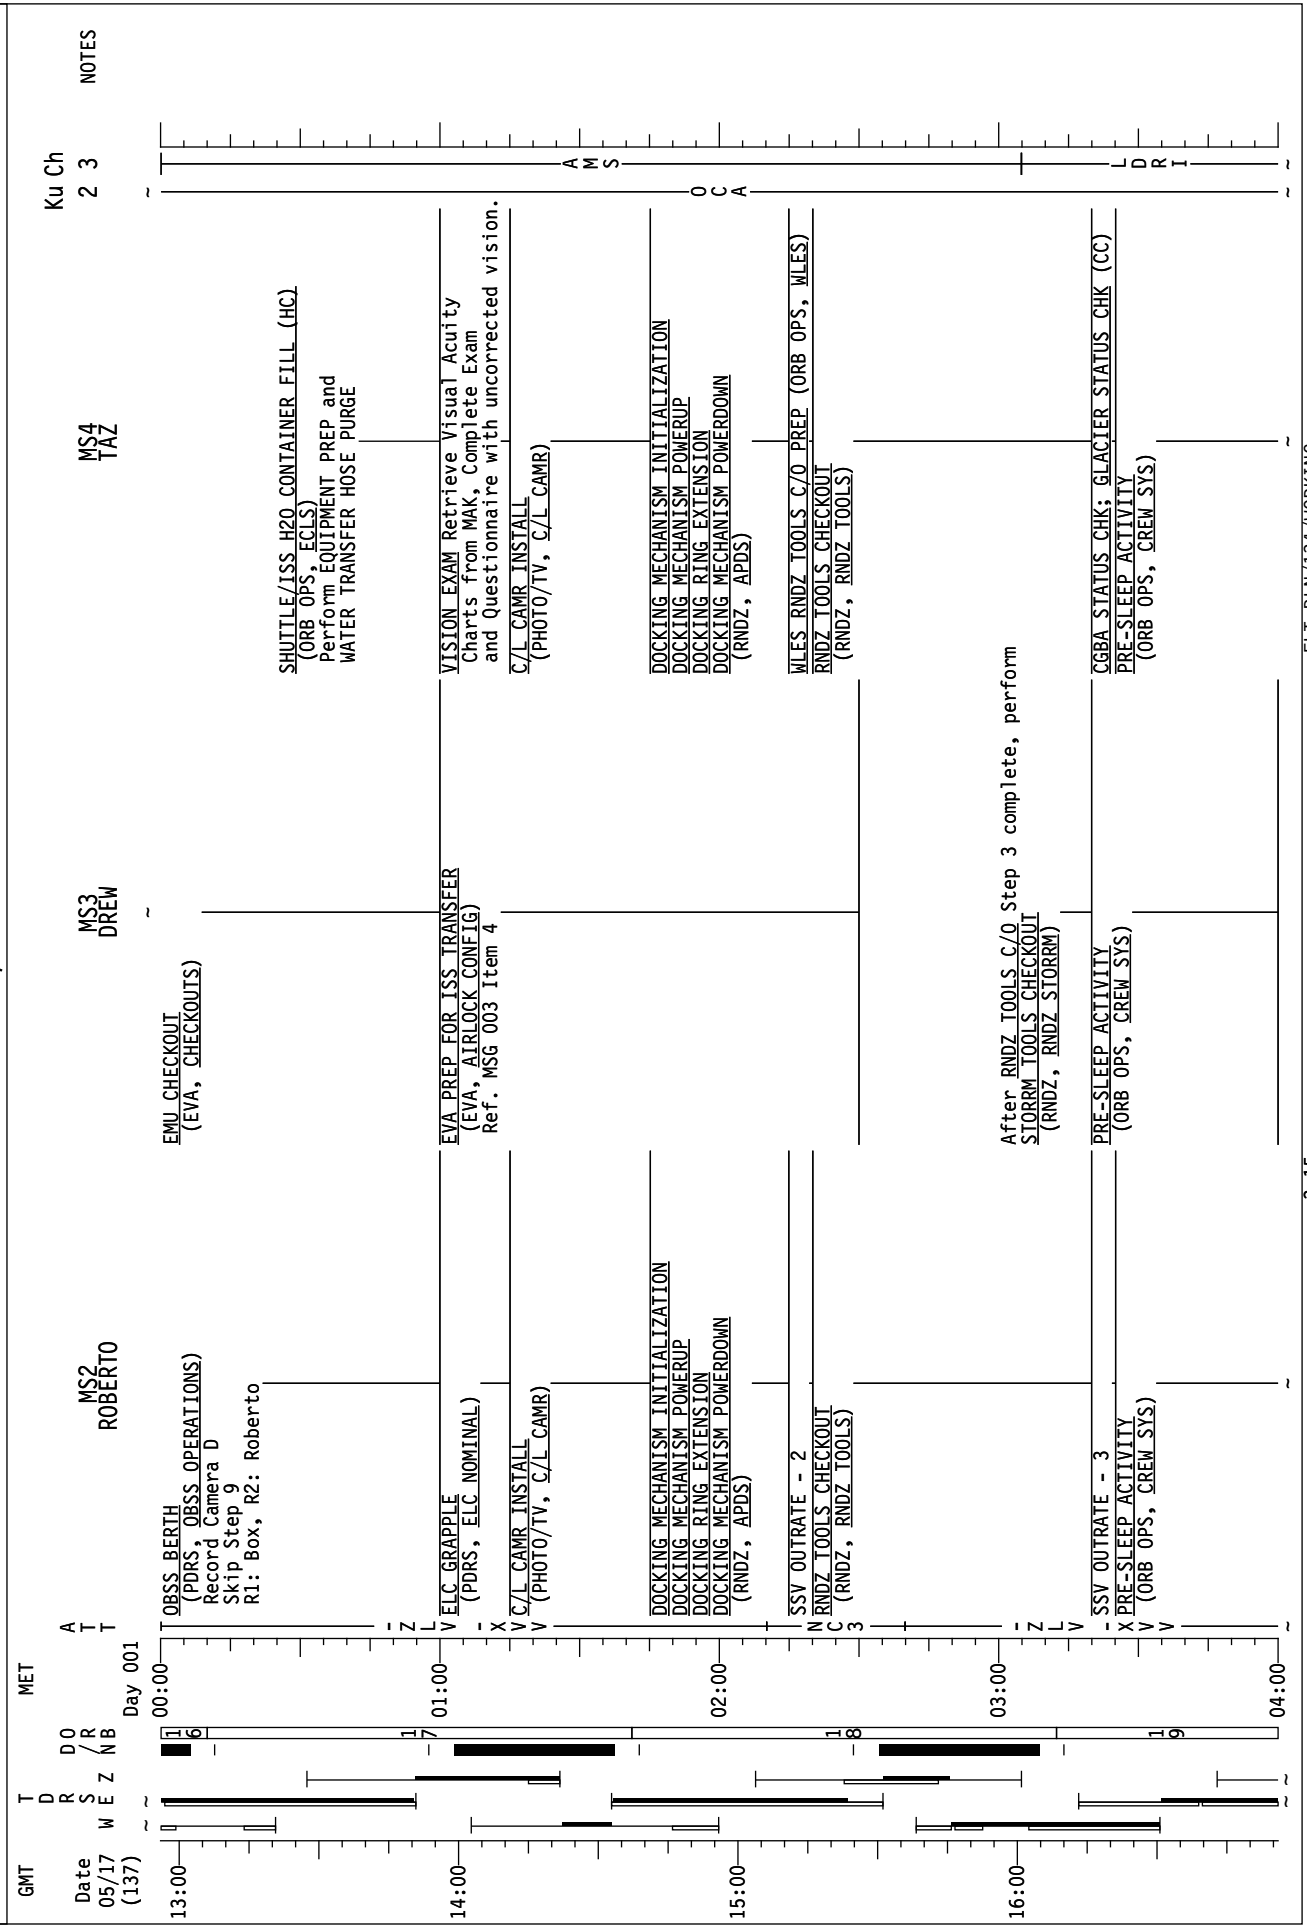 GMT
MET
Ku Ch
T
D
R
S
W E Z
D O
/ R
N B
A
T
T
MS2
ROBERTO
MS3
DREW
MS4
TAZ
2 3
NOTES
Date
05/17
(137)
Day 001
13:00
14:00
15:00
16:00
16
17
18
19
00:00
01:00
02:00
03:00
04:00
-ZLV
-XVV
NC3
-ZLV
-XVV
OBSS BERTH
(PDRS, OBSS OPERATIONS)
Record Camera D
Skip Step 9
R1: Box, R2: Roberto
ELC GRAPPLE
(PDRS, ELC NOMINAL)
C/L CAMR INSTALL
(PHOTO/TV, C/L CAMR)
DOCKING MECHANISM INITIALIZATION
DOCKING MECHANISM POWERUP
DOCKING RING EXTENSION
DOCKING MECHANISM POWERDOWN
(RNDZ, APDS)
SSV OUTRATE - 2
RNDZ TOOLS CHECKOUT
(RNDZ, RNDZ TOOLS)
SSV OUTRATE - 3
PRE-SLEEP ACTIVITY
(ORB OPS, CREW SYS)
EMU CHECKOUT
(EVA, CHECKOUTS)
EVA PREP FOR ISS TRANSFER
(EVA, AIRLOCK CONFIG)
Ref. MSG 003 Item 4
After RNDZ TOOLS C/O Step 3 complete, perform
STORRM TOOLS CHECKOUT
(RNDZ, RNDZ STORRM)
PRE-SLEEP ACTIVITY
(ORB OPS, CREW SYS)
SHUTTLE/ISS H2O CONTAINER FILL (HC)
(ORB OPS, ECLS)
Perform EQUIPMENT PREP and
WATER TRANSFER HOSE PURGE
VISION EXAM Retrieve Visual Acuity
Charts from MAK, Complete Exam
and Questionnaire with uncorrected vision.
C/L CAMR INSTALL
(PHOTO/TV, C/L CAMR)
DOCKING MECHANISM INITIALIZATION
DOCKING MECHANISM POWERUP
DOCKING RING EXTENSION
DOCKING MECHANISM POWERDOWN
(RNDZ, APDS)
WLES RNDZ TOOLS C/O PREP (ORB OPS, WLES)
RNDZ TOOLS CHECKOUT
(RNDZ, RNDZ TOOLS)
CGBA STATUS CHK; GLACIER STATUS CHK (CC)
PRE-SLEEP ACTIVITY
(ORB OPS, CREW SYS)
OCA
AMS
LDRI